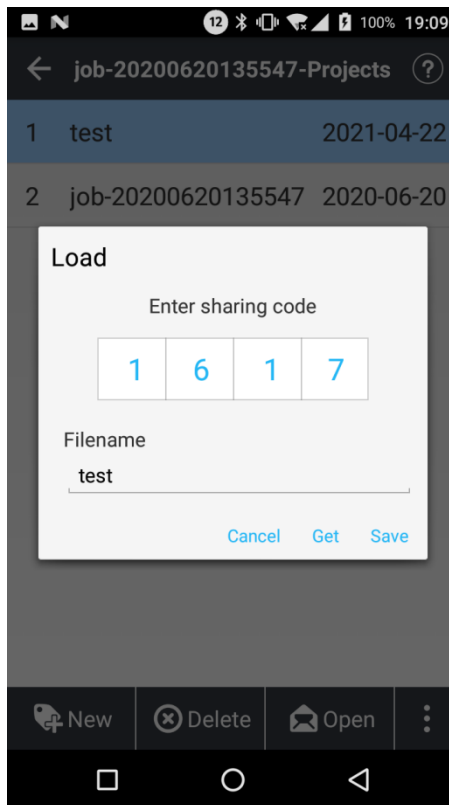 12 100% 19:09
job-20200620135547-Projects ?
1 test 2021-04-22
2 job-20200620135547 2020-06-20
Load
Enter sharing code
1 6 1 7
Filename
test
Cancel Get Save
New Delete Open